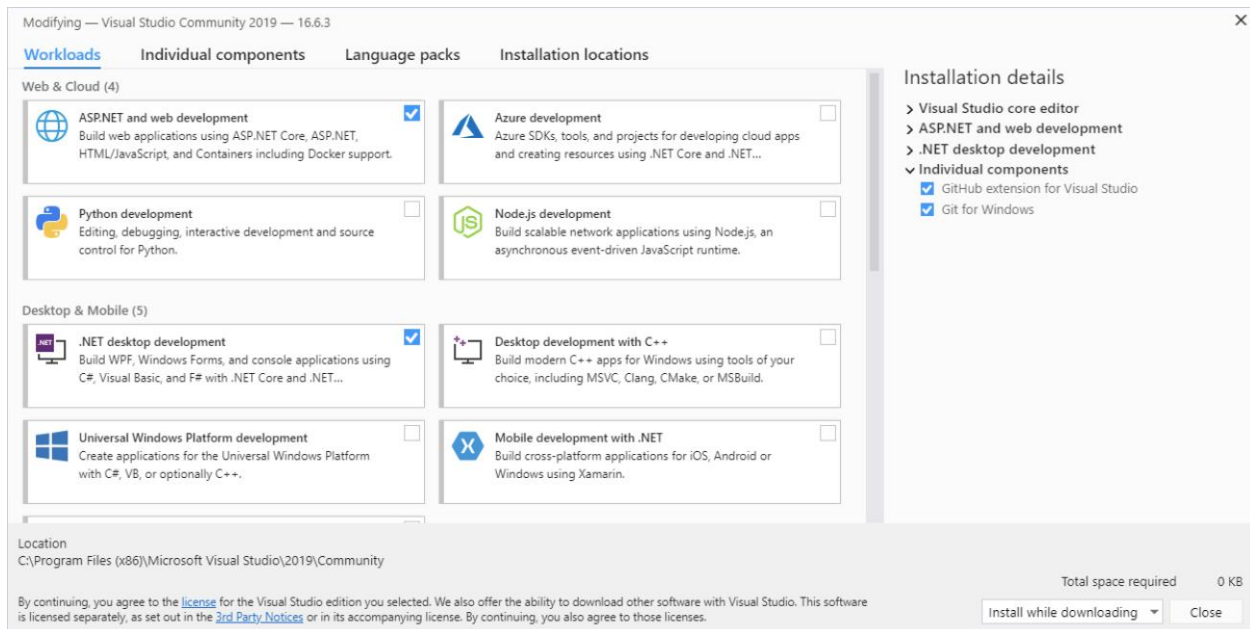 Modifying — Visual Studio Community 2019 — 16.6.3
Workloads
Individual components
Language packs
Installation locations
Web & Cloud (4)
ASP.NET and web development
Build web applications using ASP.NET Core, ASP.NET,
HTML/JavaScript, and Containers including Docker support.
Azure development
Azure SDKs, tools, and projects for developing cloud apps
and creating resources using .NET Core and .NET...
Python development
Editing, debugging, interactive development and source
control for Python.
JS
Node.js development
Build scalable network applications using Node.js, an
asynchronous event-driven JavaScript runtime.
Desktop & Mobile (5)
.NET
.NET desktop development
Build WPF, Windows Forms, and console applications using
C#, Visual Basic, and F# with .NET Core and .NET...
Desktop development with C++
Build modern C++ apps for Windows using tools of your
choice, including MSVC, Clang, CMake, or MSBuild.
Universal Windows Platform development
Create applications for the Universal Windows Platform
with C#, VB, or optionally C++.
Mobile development with .NET
Build cross-platform applications for iOS, Android or
Windows using Xamarin.
Installation details
Visual Studio core editor
ASP.NET and web development
.NET desktop development
Individual components
GitHub extension for Visual Studio
Git for Windows
Location
C:\Program Files (x86)\Microsoft Visual Studio\2019\Community
Total space required 0 KB
By continuing, you agree to the license for the Visual Studio edition you selected. We also offer the ability to download other software with Visual Studio. This software
is licensed separately, as set out in the 3rd Party Notices or in its accompanying license. By continuing, you also agree to those licenses.
Install while downloading
Close